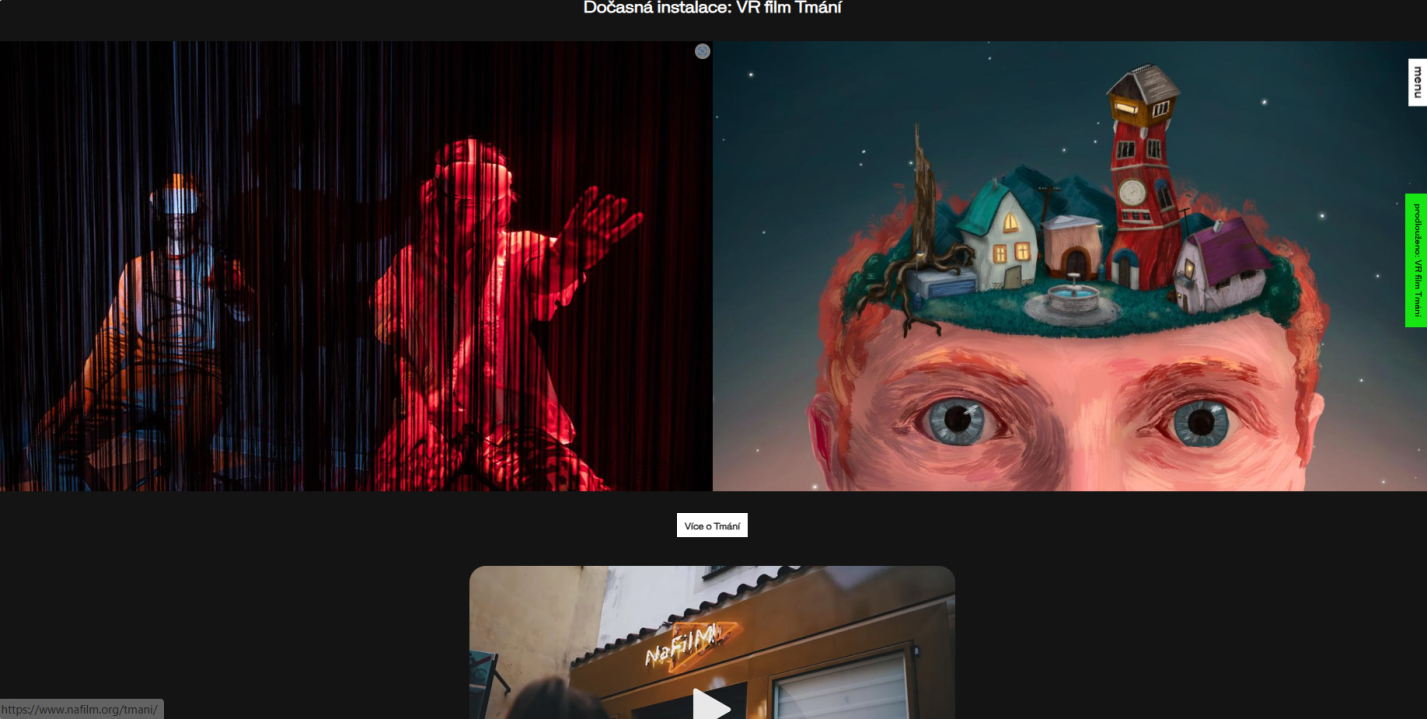 Dočasná instalace: VR film Tmání
menu
prodlouženo: VR film Tmání
Více o Tmání
NaFilM!
https://www.nafilm.org/tmani/